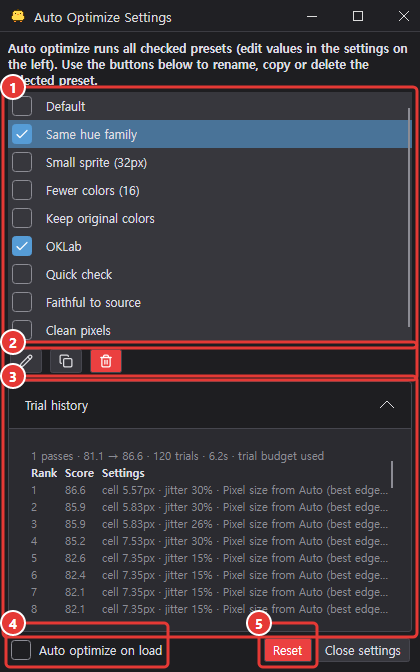 Auto Optimize Settings
Auto optimize runs all checked presets (edit values in the settings on
the left). Use the buttons below to rename, copy or delete the
selected preset.
1
Default
Same hue family
Small sprite (32px)
Fewer colors (16)
Keep original colors
OKLab
Quick check
Faithful to source
Clean pixels
2
3
Trial history
1 passes · 81.1 → 86.6 · 120 trials · 6.2s · trial budget used
Rank Score Settings
1 86.6 cell 5.57px · jitter 30% · Pixel size from Auto (best edge...
2 85.9 cell 5.83px · jitter 30% · Pixel size from Auto (best edge...
3 85.9 cell 5.83px · jitter 26% · Pixel size from Auto (best edge...
4 85.2 cell 7.53px · jitter 30% · Pixel size from Auto (best edge...
5 82.6 cell 7.35px · jitter 15% · Pixel size from Auto (best edge...
6 82.4 cell 7.35px · jitter 15% · Pixel size from Auto (best edge...
7 82.1 cell 7.35px · jitter 15% · Pixel size from Auto (best edge...
8 82.1 cell 7.35px · jitter 15% · Pixel size from Auto (best edge...
4
5
Auto optimize on load
Reset
Close settings